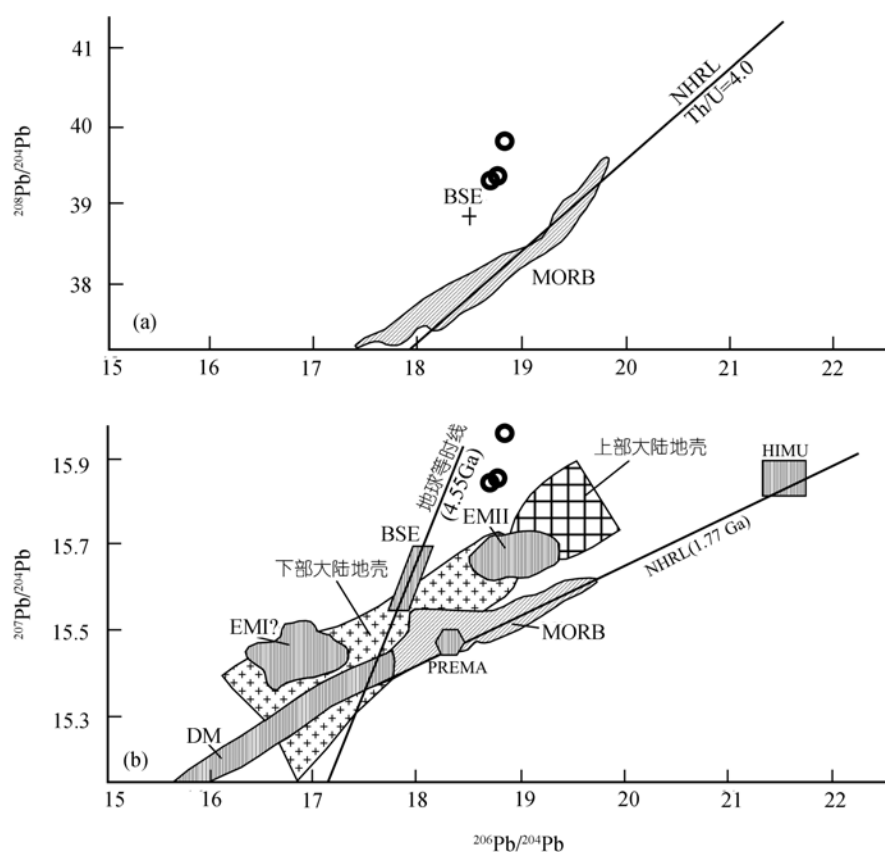 41
40
39
38
²⁰⁸Pb/²⁰⁴Pb
NHRL
Th/U=4.0
BSE
MORB
(a)
15 16 17 18 19 20 21 22
15.9
15.7
15.5
15.3
²⁰⁷Pb/²⁰⁴Pb
地球等时线
(4.55Ga)
上部大陆地壳
HIMU
BSE
EMII
NHRL(1.77 Ga)
下部大陆地壳
EMI?
MORB
PREMA
DM
(b)
15 16 17 18 19 20 21 22
²⁰⁶Pb/²⁰⁴Pb